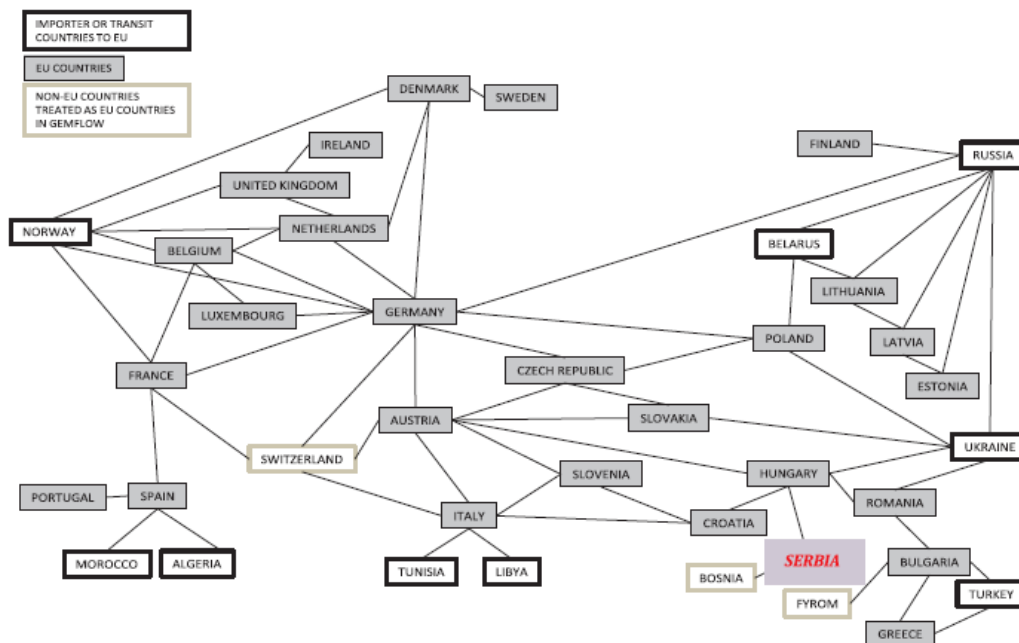 IMPORTER OR TRANSIT
COUNTRIES TO EU
EU COUNTRIES
NON-EU COUNTRIES
TREATED AS EU COUNTRIES
IN GEMFLOW
DENMARK
SWEDEN
IRELAND
FINLAND
RUSSIA
UNITED KINGDOM
NETHERLANDS
NORWAY
BELGIUM
BELARUS
LITHUANIA
LUXEMBOURG
GERMANY
POLAND
LATVIA
FRANCE
CZECH REPUBLIC
ESTONIA
AUSTRIA
SLOVAKIA
UKRAINE
SWITZERLAND
SLOVENIA
HUNGARY
PORTUGAL
SPAIN
ROMANIA
ITALY
CROATIA
MOROCCO
ALGERIA
TUNISIA
LIBYA
SERBIA
BOSNIA
BULGARIA
FYROM
TURKEY
GREECE